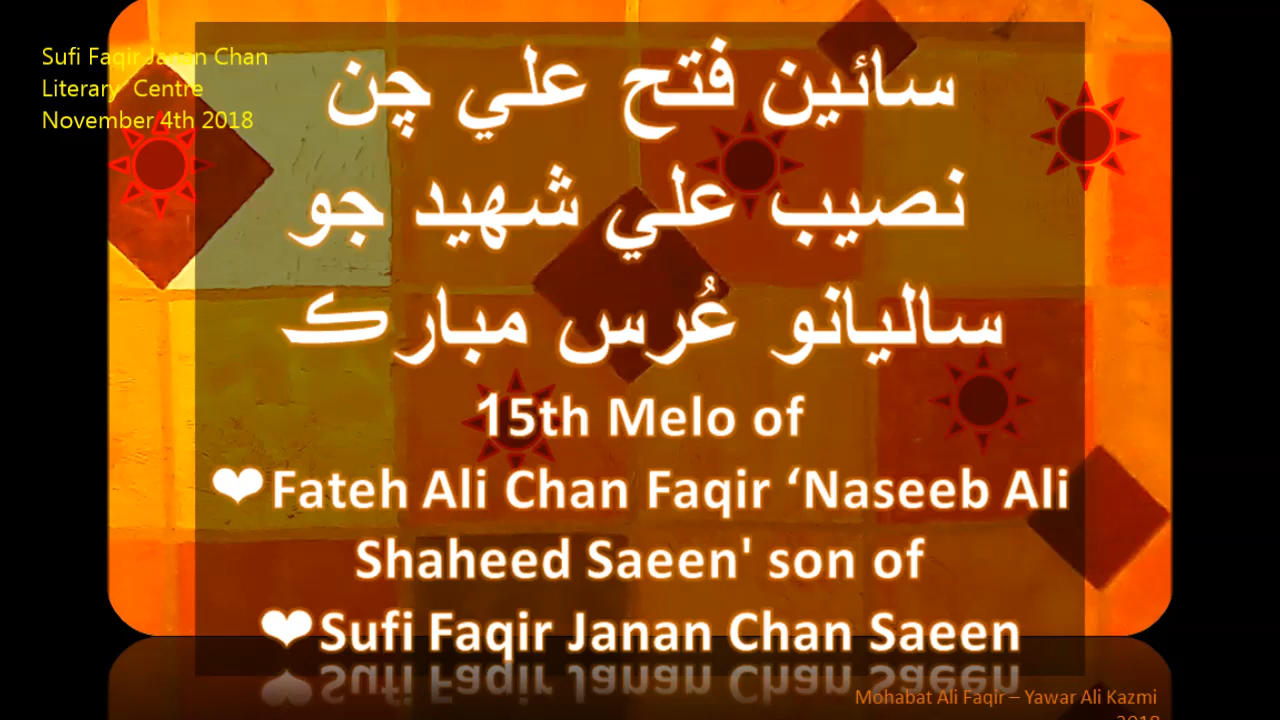 Sufi Faqir Janan Chan
Literary Centre
November 4th 2018
سائين فتح علي چن
نصيب علي شهيد جو
ساليانو عُرس مبارڪ
15th Melo of
❤Fateh Ali Chan Faqir ‘Naseeb Ali
Shaheed Saeen' son of
❤Sufi Faqir Janan Chan Saeen
Mohabat Ali Faqir – Yawar Ali Kazmi
2018